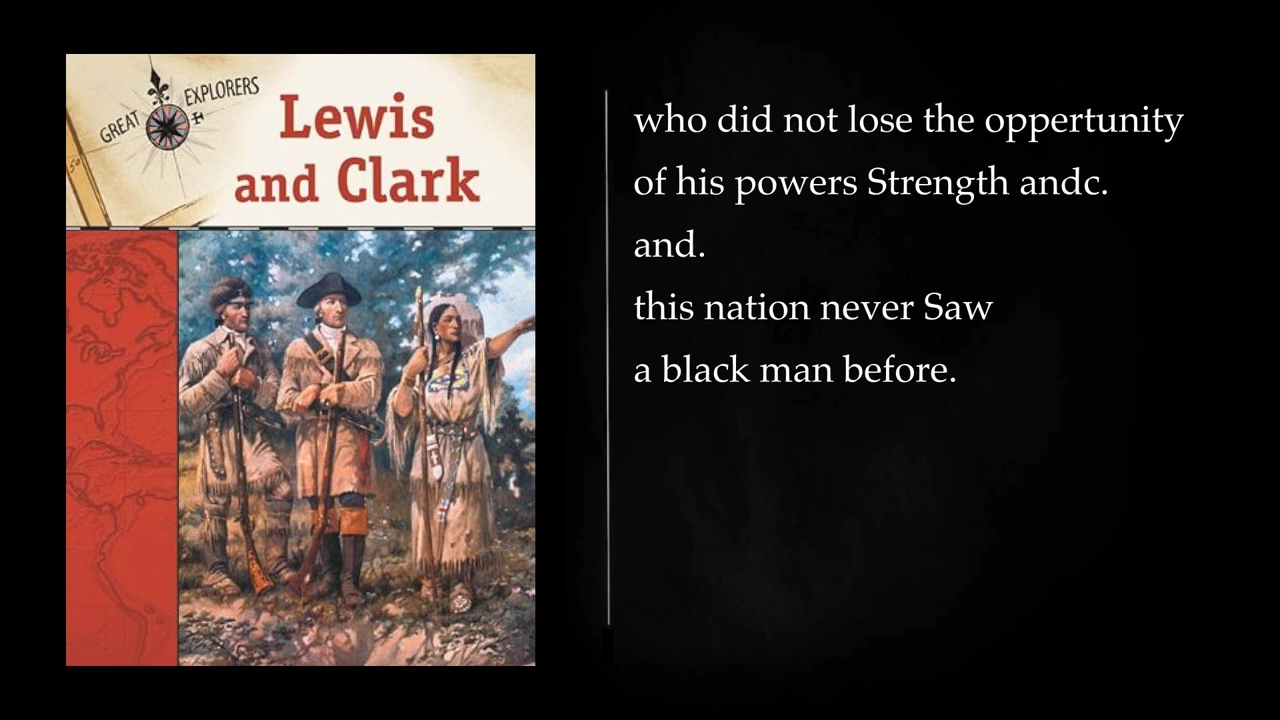 GREAT EXPLORERS
Lewis
and Clark
50
who did not lose the oppertunity
of his powers Strength andc.
and.
this nation never Saw
a black man before.